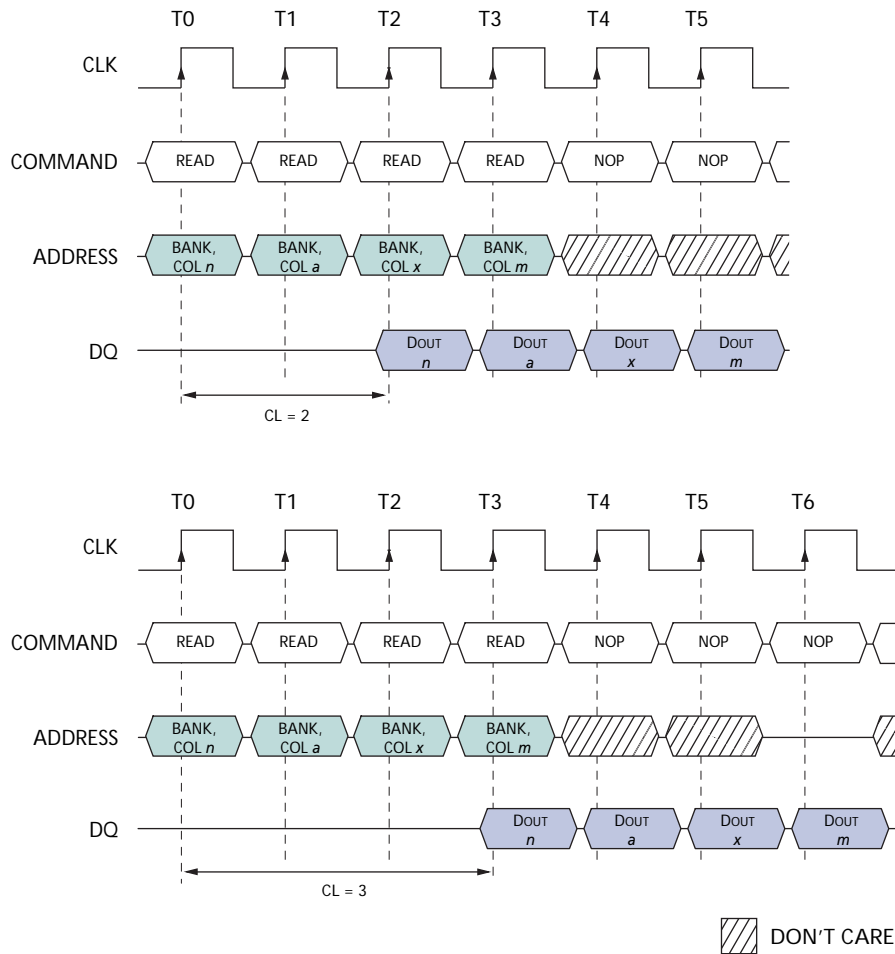 T0 T1 T2 T3 T4 T5
CLK
COMMAND READ READ READ READ NOP NOP
ADDRESS BANK, COL n BANK, COL a BANK, COL x BANK, COL m
DQ DOUT n DOUT a DOUT x DOUT m
CL = 2
T0 T1 T2 T3 T4 T5 T6
CLK
COMMAND READ READ READ READ NOP NOP NOP
ADDRESS BANK, COL n BANK, COL a BANK, COL x BANK, COL m
DQ DOUT n DOUT a DOUT x DOUT m
CL = 3
DON'T CARE